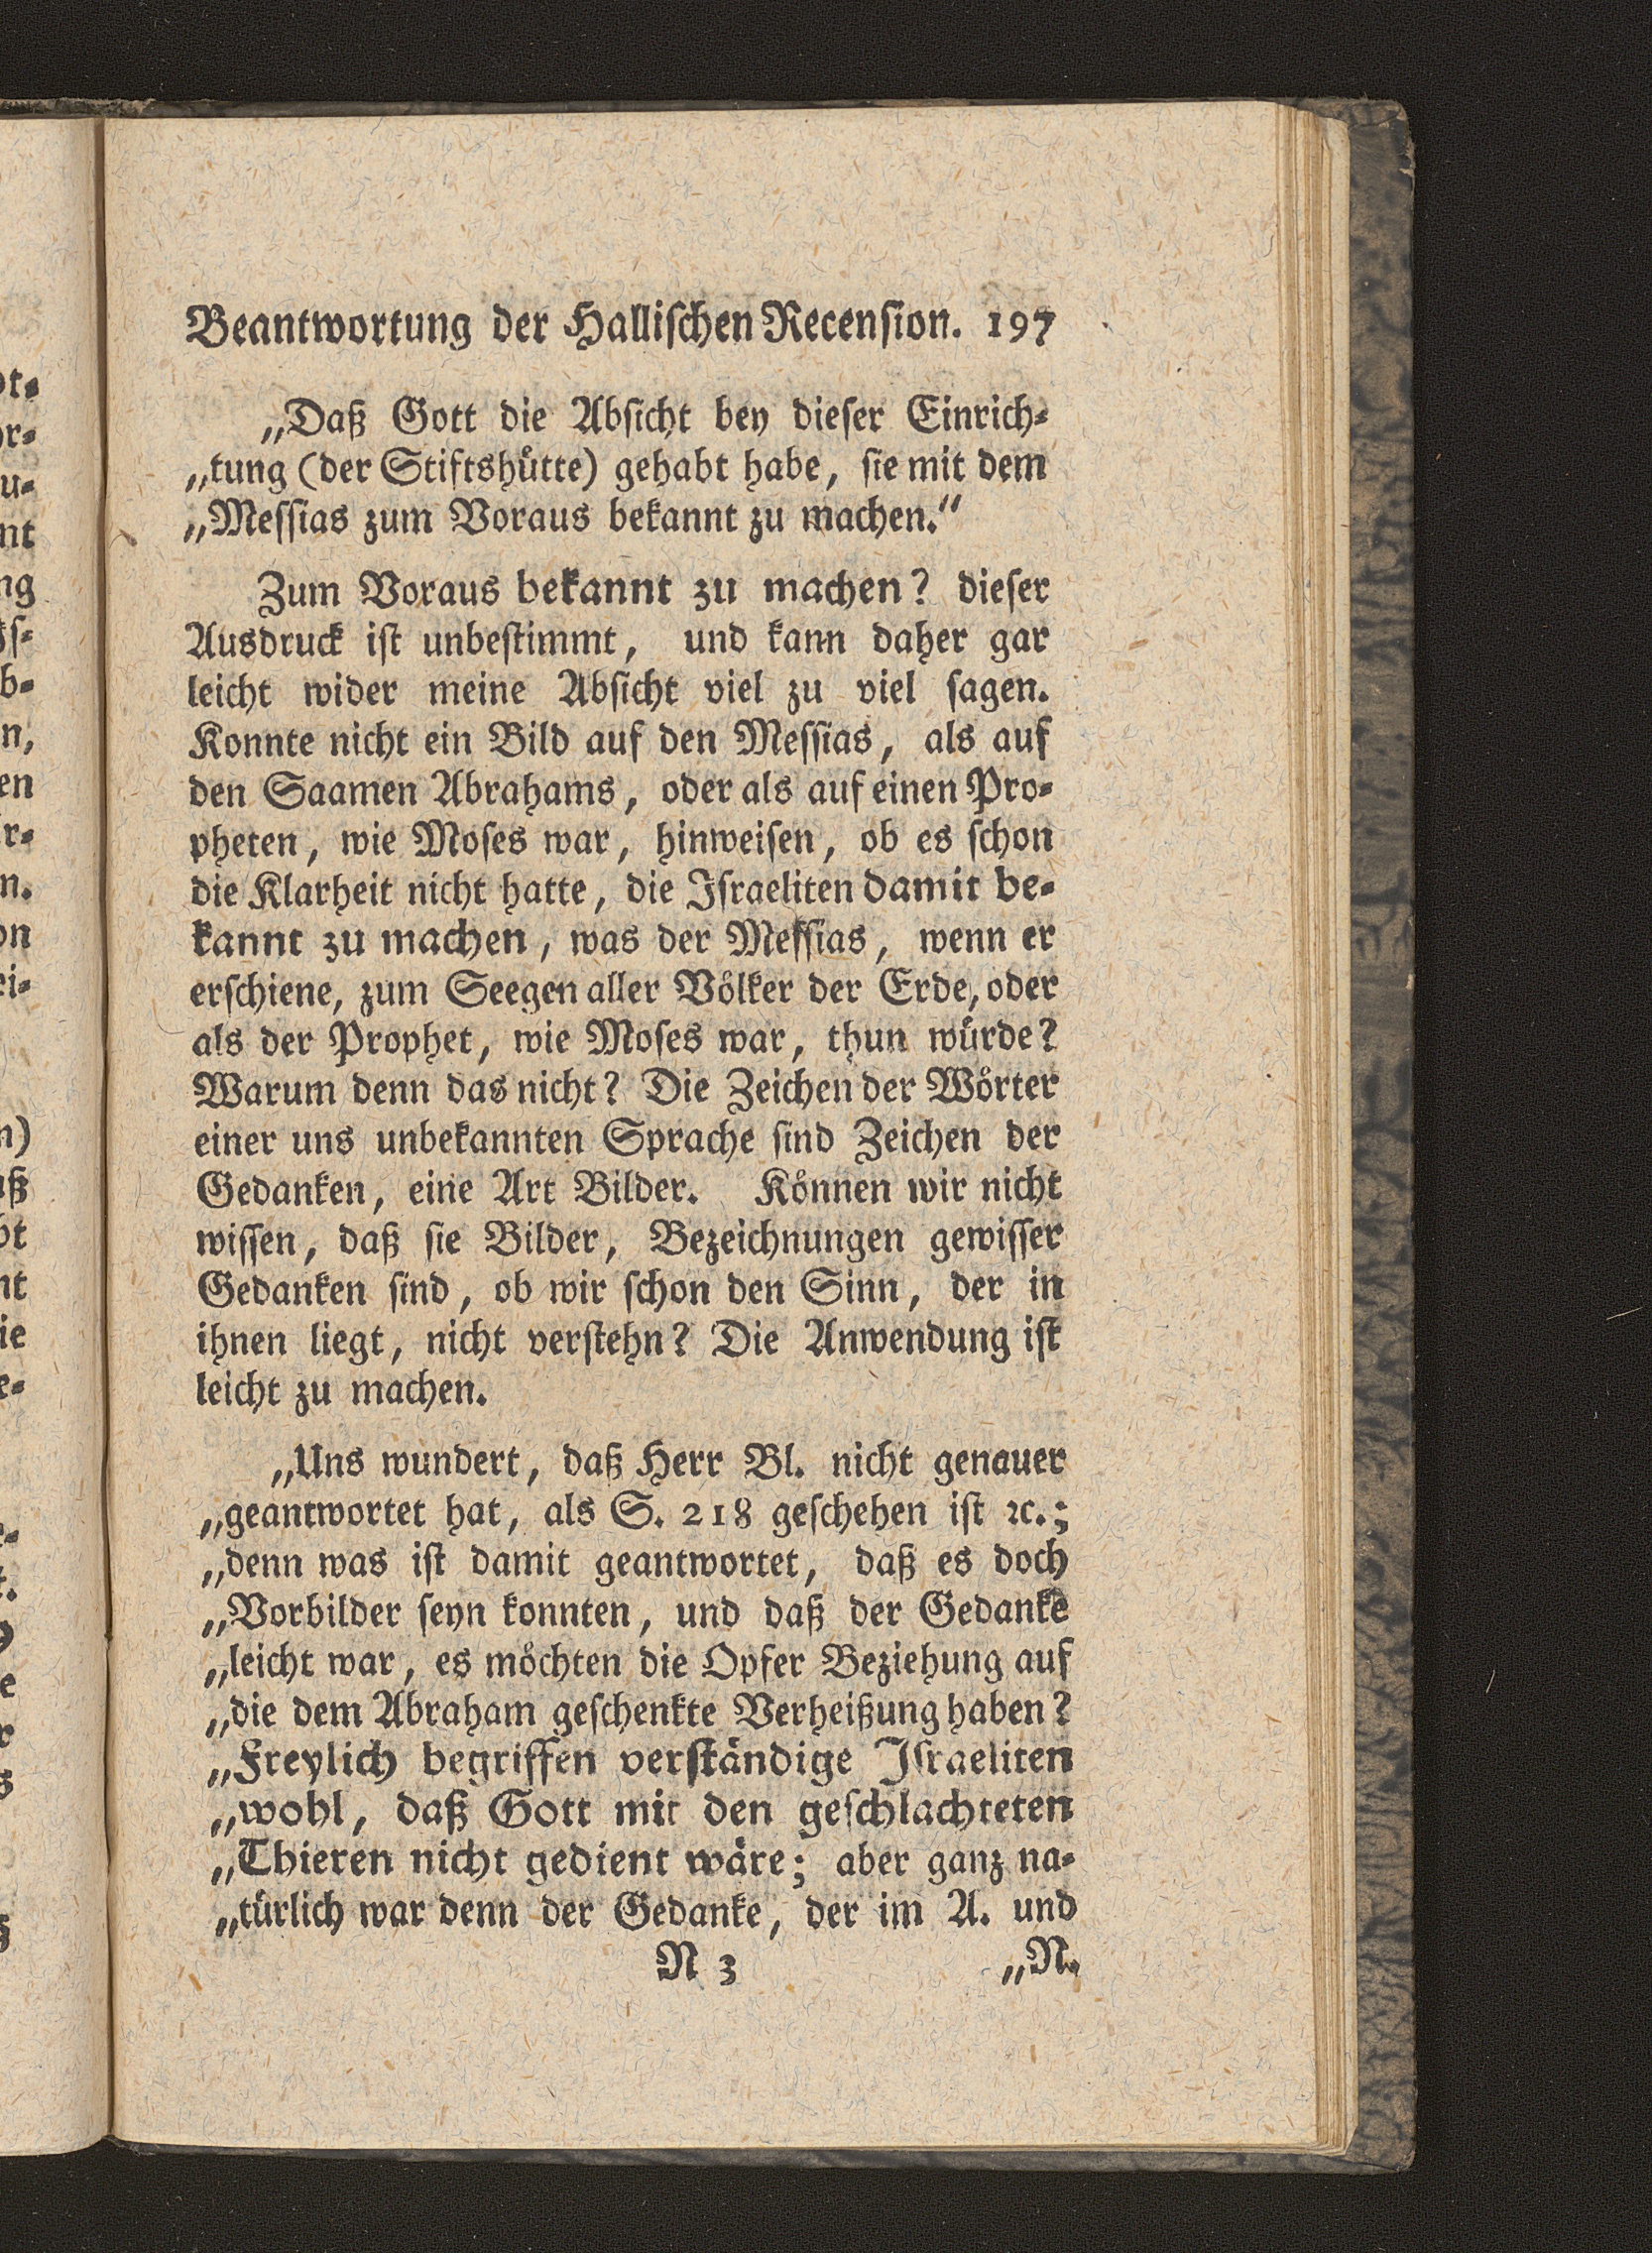 Beantwortung der Hallischen Recension. 197
„Daß Gott die Absicht bey dieser Einrich-
„tung (der Stiftshütte) gehabt habe, sie mit dem
„Messias zum Voraus bekannt zu machen.“
Zum Voraus bekannt zu machen? dieser
Ausdruck ist unbestimmt, und kann daher gar
leicht wider meine Absicht viel zu viel sagen.
Konnte nicht ein Bild auf den Messias, als auf
den Saamen Abrahams, oder als auf einen Pro-
pheten, wie Moses war, hinweisen, ob es schon
die Klarheit nicht hatte, die Israeliten damit be-
kannt zu machen, was der Messias, wenn er
erschiene, zum Seegen aller Völker der Erde, oder
als der Prophet, wie Moses war, thun würde?
Warum denn das nicht? Die Zeichen der Wörter
einer uns unbekannten Sprache sind Zeichen der
Gedanken, eine Art Bilder. Können wir nicht
wissen, daß sie Bilder, Bezeichnungen gewisser
Gedanken sind, ob wir schon den Sinn, der in
ihnen liegt, nicht verstehn? Die Anwendung ist
leicht zu machen.
„Uns wundert, daß Herr Bl. nicht genauer
„geantwortet hat, als S. 218 geschehen ist ꝛc.;
„denn was ist damit geantwortet, daß es doch
„Vorbilder seyn konnten, und daß der Gedanke
„leicht war, es möchten die Opfer Beziehung auf
„die dem Abraham geschenkte Verheißung haben?
„Freylich begriffen verständige Israeliten
„wohl, daß Gott mit den geschlachteten
„Thieren nicht gedient wäre; aber ganz na-
„türlich war denn der Gedanke, der im A. und
N 3 „N.